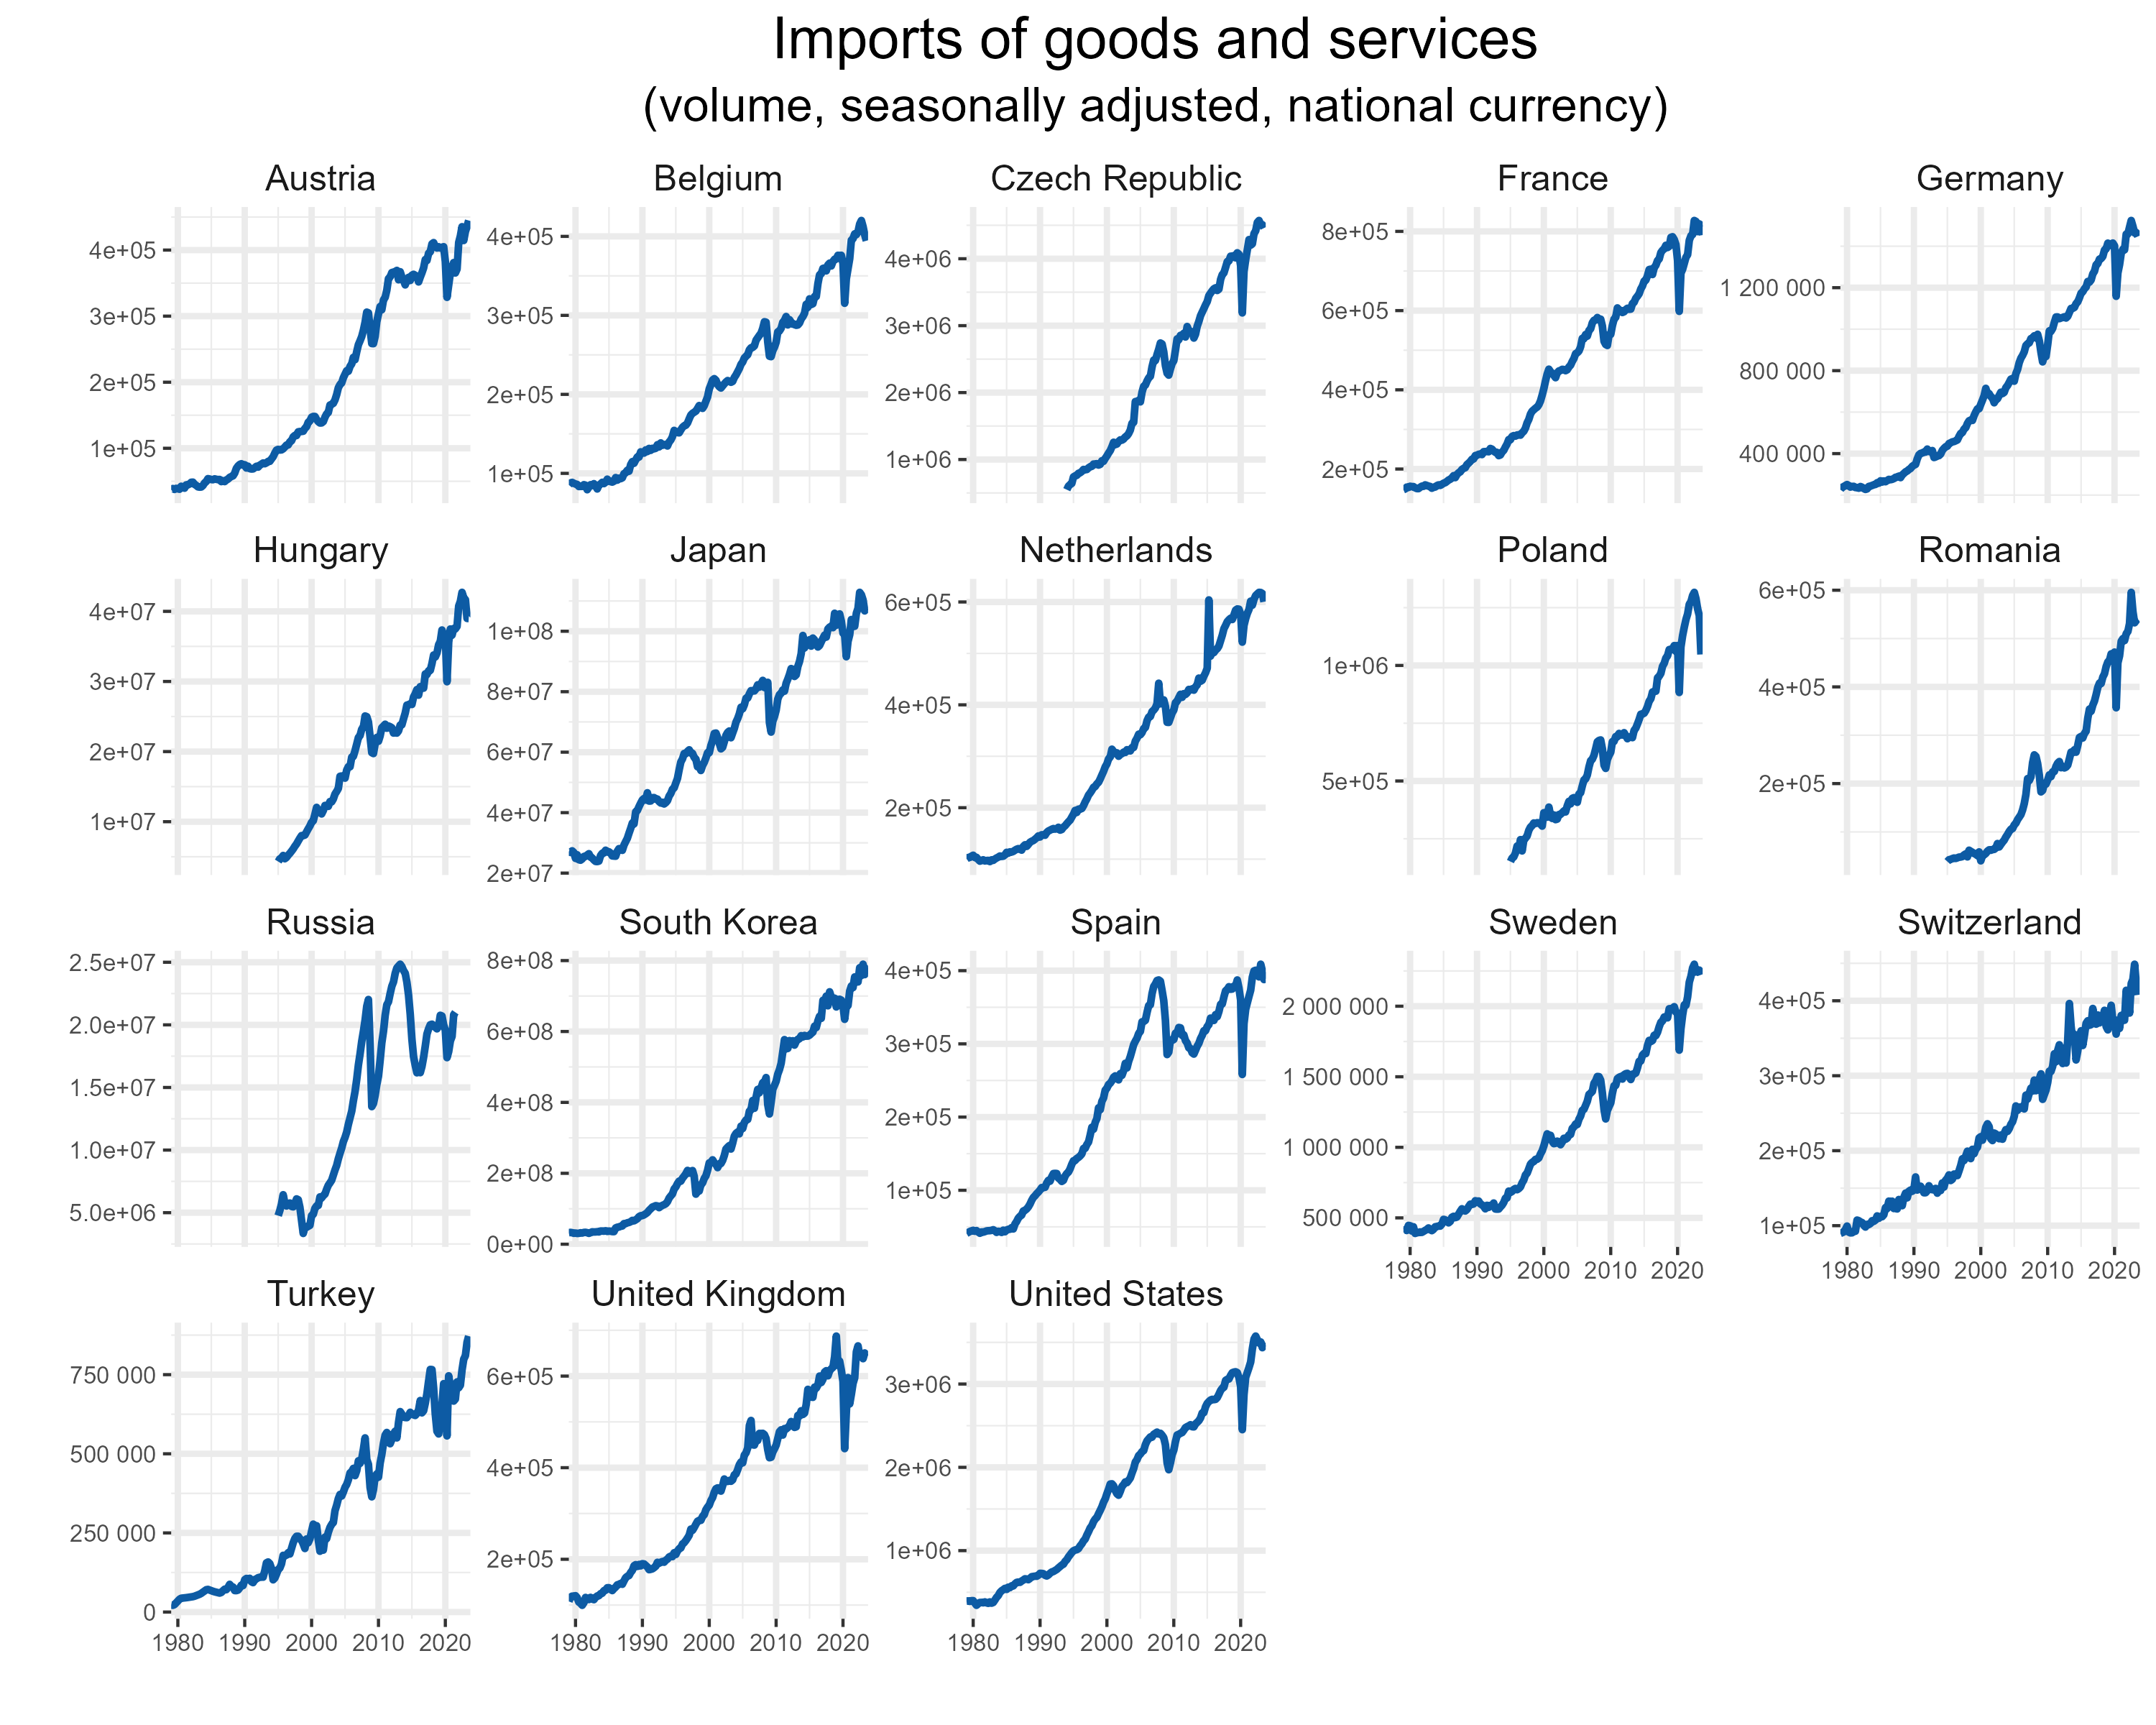 Imports of goods and services
(volume, seasonally adjusted, national currency)
Austria Belgium Czech Republic France Germany
4e+05
3e+05
2e+05
1e+05
4e+05
3e+05
2e+05
1e+05
4e+06
3e+06
2e+06
1e+06
8e+05
6e+05
4e+05
2e+05
1 200 000
800 000
400 000
Hungary Japan Netherlands Poland Romania
4e+07
3e+07
2e+07
1e+07
1e+08
8e+07
6e+07
4e+07
2e+07
6e+05
4e+05
2e+05
1e+06
5e+05
6e+05
4e+05
2e+05
Russia South Korea Spain Sweden Switzerland
2.5e+07
2.0e+07
1.5e+07
1.0e+07
5.0e+06
8e+08
6e+08
4e+08
2e+08
0e+00
4e+05
3e+05
2e+05
1e+05
2 000 000
1 500 000
1 000 000
500 000
1980 1990 2000 2010 2020
4e+05
3e+05
2e+05
1e+05
1980 1990 2000 2010 2020
Turkey United Kingdom United States
750 000
500 000
250 000
0
1980 1990 2000 2010 2020
6e+05
4e+05
2e+05
1980 1990 2000 2010 2020
3e+06
2e+06
1e+06
1980 1990 2000 2010 2020